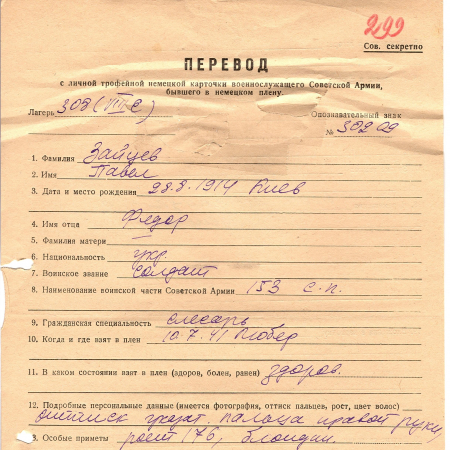 299
Сов. секретно
ПЕРЕВОД
с личной трофейной немецкой карточки военнослужащего Советской Армии,
бывшего в немецком плену.
Лагерь 308 (VIII E) Опознавательный знак
№ 30209
1. Фамилия Зайцев
2. Имя Павел
3. Дата и место рождения 28.8.1914 Киев
4. Имя отца Федор
5. Фамилия матери —
6. Национальность укр.
7. Воинское звание солдат
8. Наименование воинской части Советской Армии 153 с.п.
9. Гражданская специальность слесарь
10. Когда и где взят в плен 10.7.41
11. В каком состоянии взят в плен (здоров, болен, ранен) здоров.
12. Подробные персональные данные (имеется фотография, оттиск пальцев, рост, цвет волос)
оттиск указат. пальца правой руки,
3. Особые приметы рост 176, блондин.